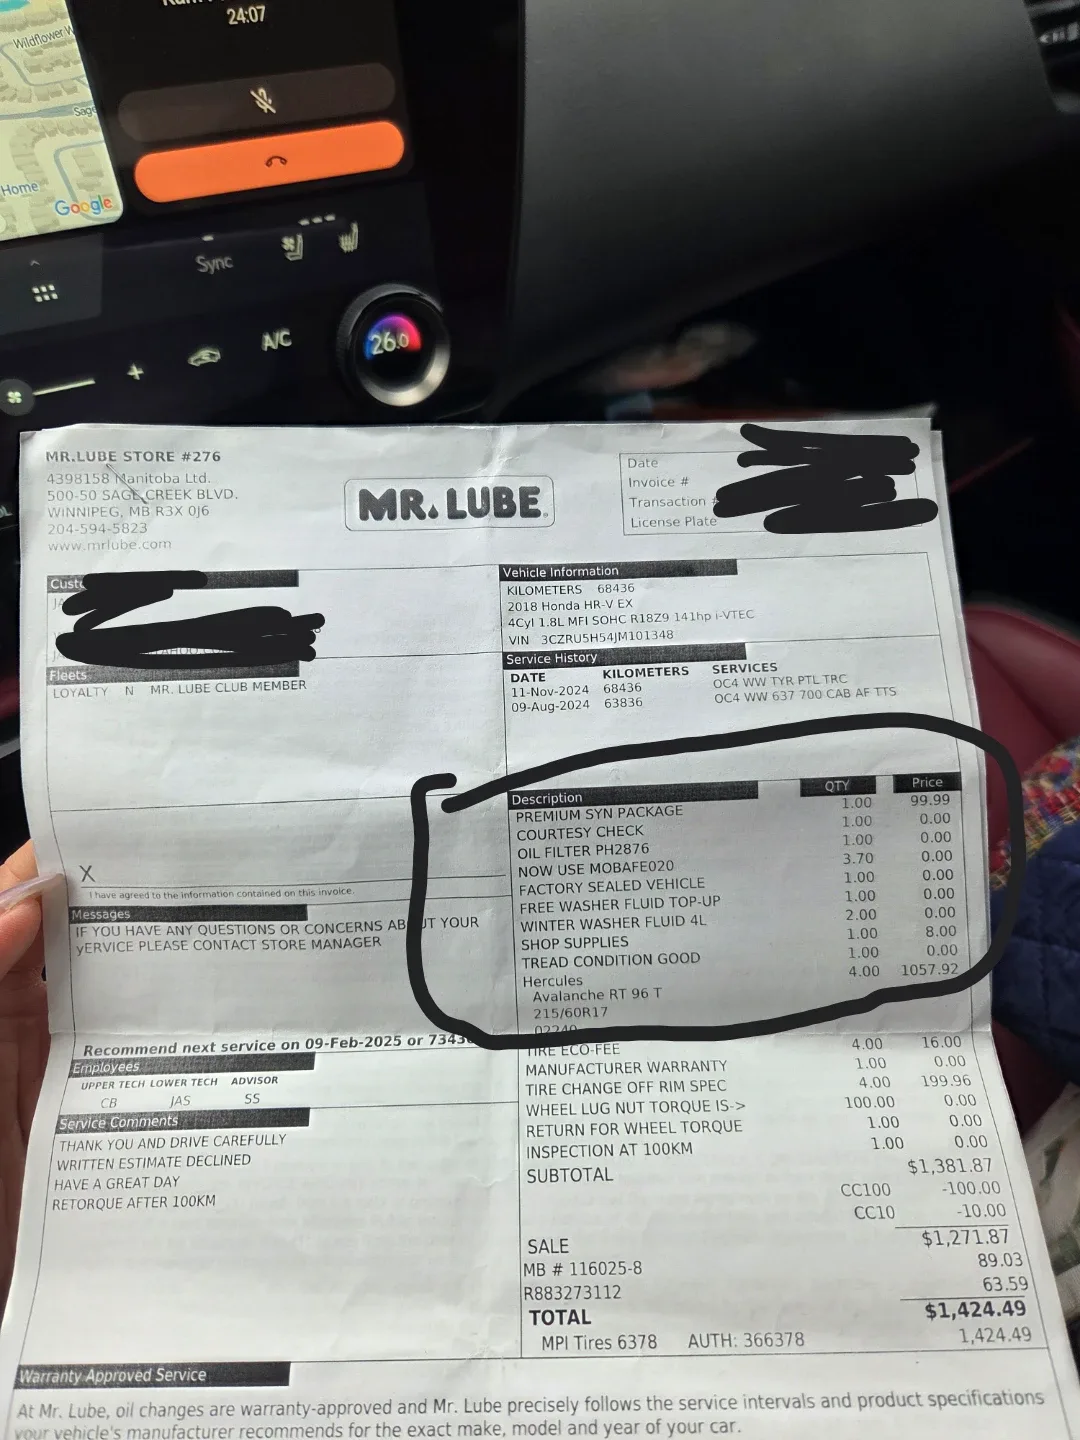 Wildflower
24:07
Sage
Home
Google
Sync
A/C
26.0
MR.LUBE STORE #276
4398158 Manitoba Ltd.
500-50 SAGE CREEK BLVD.
WINNIPEG, MB R3X 0J6
204-594-5823
www.mrlube.com
MR. LUBE
Date
Invoice #
Transaction #
License Plate
Vehicle Information
KILOMETERS 68436
2018 Honda HR-V EX
4Cyl 1.8L MFI SOHC R18Z9 141hp i-VTEC
VIN 3CZRU5H54JM101348
Fleets
LOYALTY N MR. LUBE CLUB MEMBER
Service History
DATE KILOMETERS SERVICES
11-Nov-2024 68436 OC4 WW TYR PTL TRC
09-Aug-2024 63836 OC4 WW 637 700 CAB AF TTS
X
I have agreed to the information contained on this invoice.
Messages
IF YOU HAVE ANY QUESTIONS OR CONCERNS ABOUT YOUR
yERVICE PLEASE CONTACT STORE MANAGER
Recommend next service on 09-Feb-2025 or
Employees
UPPER TECH LOWER TECH ADVISOR
CB JAS SS
Service Comments
THANK YOU AND DRIVE CAREFULLY
WRITTEN ESTIMATE DECLINED
HAVE A GREAT DAY
RETORQUE AFTER 100KM
Description QTY Price
PREMIUM SYN PACKAGE 1.00 99.99
COURTESY CHECK 1.00 0.00
OIL FILTER PH2876 1.00 0.00
NOW USE MOBAFE020 3.70 0.00
FACTORY SEALED VEHICLE 1.00 0.00
FREE WASHER FLUID TOP-UP 1.00 0.00
WINTER WASHER FLUID 4L 2.00 0.00
SHOP SUPPLIES 1.00 8.00
TREAD CONDITION GOOD 1.00 0.00
Hercules 4.00 1057.92
Avalanche RT 96 T
215/60R17
02240
TIRE ECO-FEE 4.00 16.00
MANUFACTURER WARRANTY 1.00 0.00
TIRE CHANGE OFF RIM SPEC 4.00 199.96
WHEEL LUG NUT TORQUE IS-> 100.00 0.00
RETURN FOR WHEEL TORQUE 1.00 0.00
INSPECTION AT 100KM 1.00 0.00
SUBTOTAL $1,381.87
CC100 -100.00
CC10 -10.00
SALE $1,271.87
MB # 116025-8 89.03
R883273112 63.59
TOTAL $1,424.49
MPI Tires 6378 AUTH: 366378 1,424.49
Warranty Approved Service
At Mr. Lube, oil changes are warranty-approved and Mr. Lube precisely follows the service intervals and product specifications
your vehicle's manufacturer recommends for the exact make, model and year of your car.